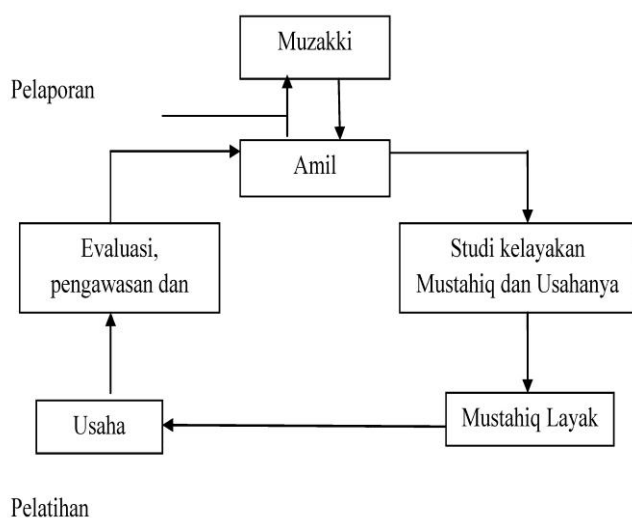 Muzakki
Pelaporan
Amil
Evaluasi,
pengawasan dan
Studi kelayakan
Mustahiq dan Usahanya
Usaha
Mustahiq Layak
Pelatihan